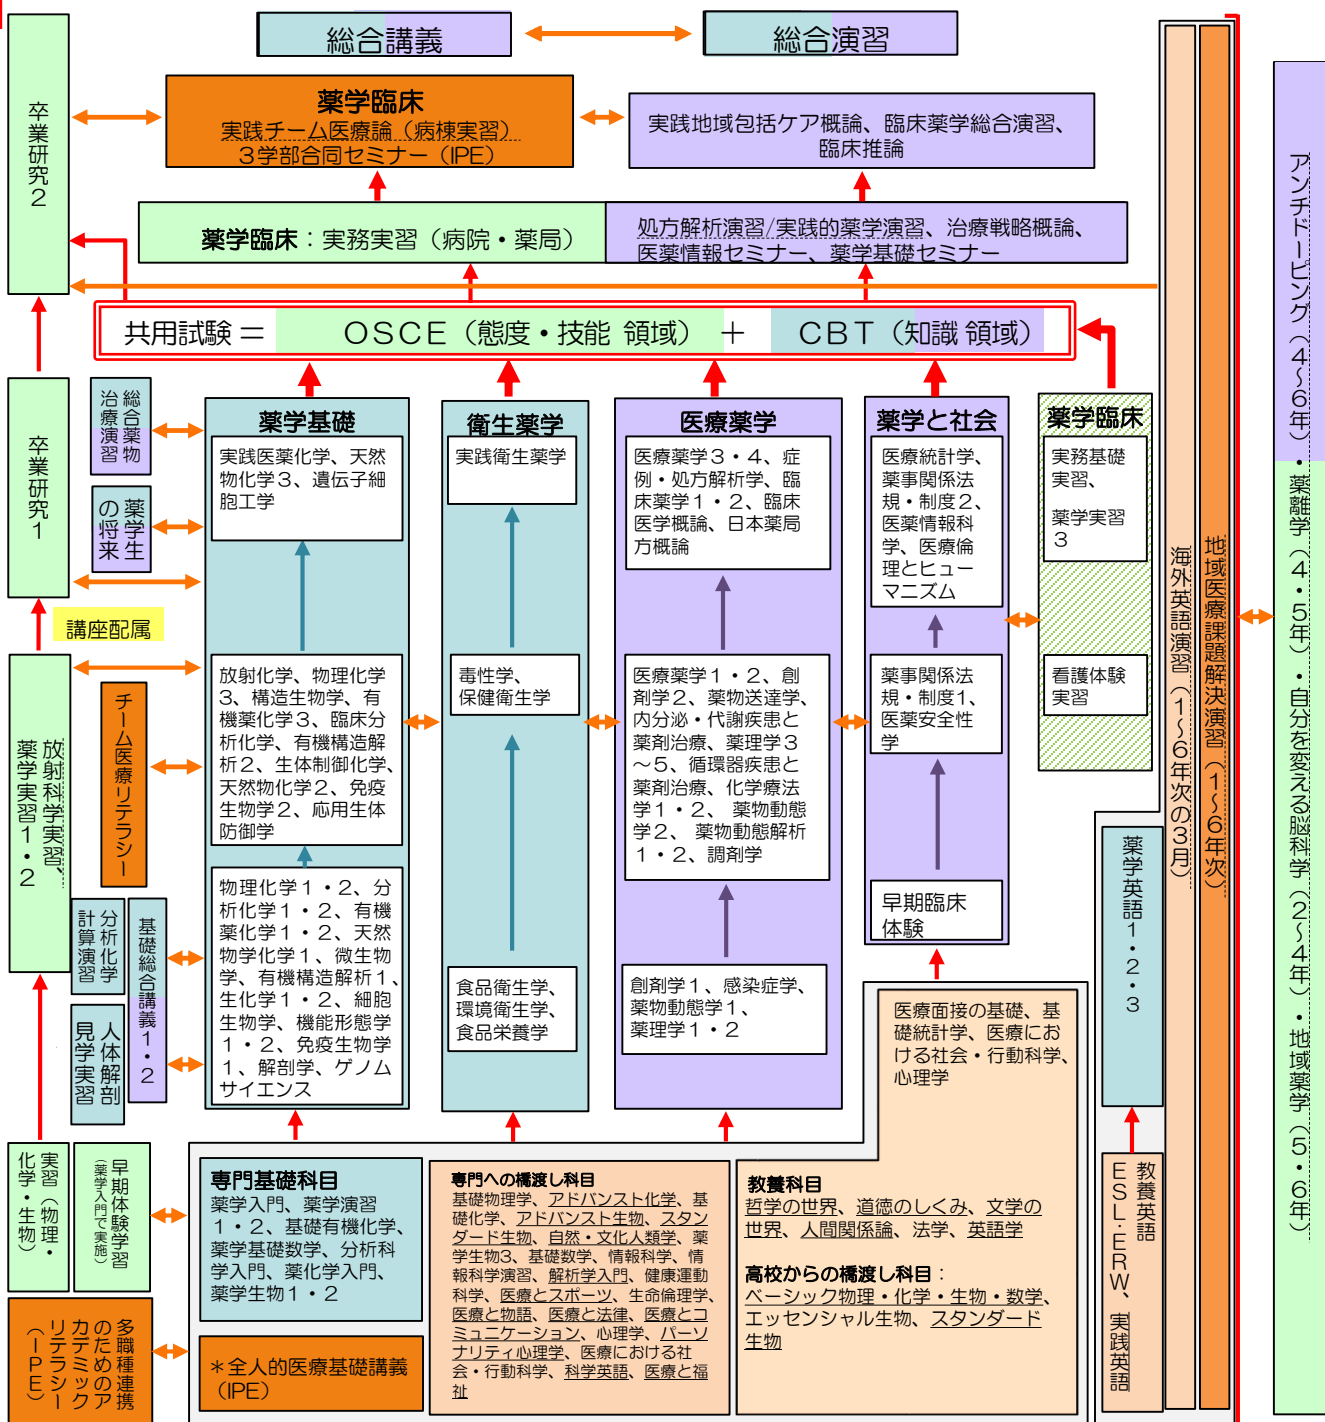 総合講義
総合演習
卒業研究2
薬学臨床
実践チーム医療論（病棟実習）
3学部合同セミナー（IPE）
実践地域包括ケア概論、臨床薬学総合演習、
臨床推論
薬学臨床：実務実習（病院・薬局）
処方解析演習/実践的薬学演習、治療戦略概論、
医薬情報セミナー、薬学基礎セミナー
共用試験＝ OSCE（態度・技能 領域） ＋ CBT（知識 領域）
卒業研究1
総合薬物
治療演習
薬学生
の将来
講座配属
放射科学実習、
薬学実習1・2
チーム医療リテラシー
分析化学
計算演習
基礎総合講義1・2
人体解剖
見学実習
実習（物理・
化学・生物）
早期体験学習
（薬学入門で実施）
多職種連携
のためのア
カデミック
リテラシー
（IPE）
薬学基礎
実践医薬化学、天然
物化学3、遺伝子細
胞工学
放射化学、物理化学
3、構造生物学、有
機薬化学3、臨床分
析化学、有機構造解
析2、生体制御化学、
天然物化学2、免疫
生物学2、応用生体
防御学
物理化学1・2、分
析化学1・2、有機
薬化学1・2、天然
物学化学1、微生物
学、有機構造解析1、
生化学1・2、細胞
生物学、機能形態学
1・2、免疫生物学
1、解剖学、ゲノム
サイエンス
衛生薬学
実践衛生薬学
毒性学、
保健衛生学
食品衛生学、
環境衛生学、
食品栄養学
医療薬学
医療薬学3・4、症
例・処方解析学、臨
床薬学1・2、臨床
医学概論、日本薬局
方概論
医療薬学1・2、創
剤学2、薬物送達学、
内分泌・代謝疾患と
薬剤治療、薬理学3
～5、循環器疾患と
薬剤治療、化学療法
学1・2、 薬物動態
学2、 薬物動態解析
1・2、調剤学
創剤学1、感染症学、
薬物動態学1、
薬理学1・2
薬学と社会
医療統計学、
薬事関係法
規・制度2、
医薬情報科
学、医療倫
理とヒュー
マニズム
薬事関係法
規・制度1、
医薬安全性
学
早期臨床
体験
薬学臨床
実務基礎
実習、
薬学実習
3
看護体験
実習
医療面接の基礎、基
礎統計学、医療にお
ける社会・行動科学、
心理学
専門基礎科目
薬学入門、薬学演習
1・2、基礎有機化学、
薬学基礎数学、分析科
学入門、薬化学入門、
薬学生物1・2
＊全人的医療基礎講義
(IPE）
専門への橋渡し科目
基礎物理学、アドバンスト化学、基
礎化学、アドバンスト生物、スタン
ダード生物、自然・文化人類学、薬
学生物3、基礎数学、情報科学、情
報科学演習、解析学入門、健康運動
科学、医療とスポーツ、生命倫理学、
医療と物語、医療と法律、医療とコ
ミュニケーション、心理学、パーソ
ナリティ心理学、医療における社
会・行動科学、科学英語、医療と福
祉
教養科目
哲学の世界、道徳のしくみ、文学の
世界、人間関係論、法学、英語学
高校からの橋渡し科目：
ベーシック物理・化学・生物・数学、
エッセンシャル生物、スタンダード
生物
薬学英語1・2・3
教養英語
ESL・ERW、実践英語
海外英語演習（1～6年次の3月）
地域医療課題解決演習（1～6年次）
アンチドーピング（4～6年）・薬離学（4・5年）・自分を変える脳科学（2～4年）・地域薬学（5・6年）